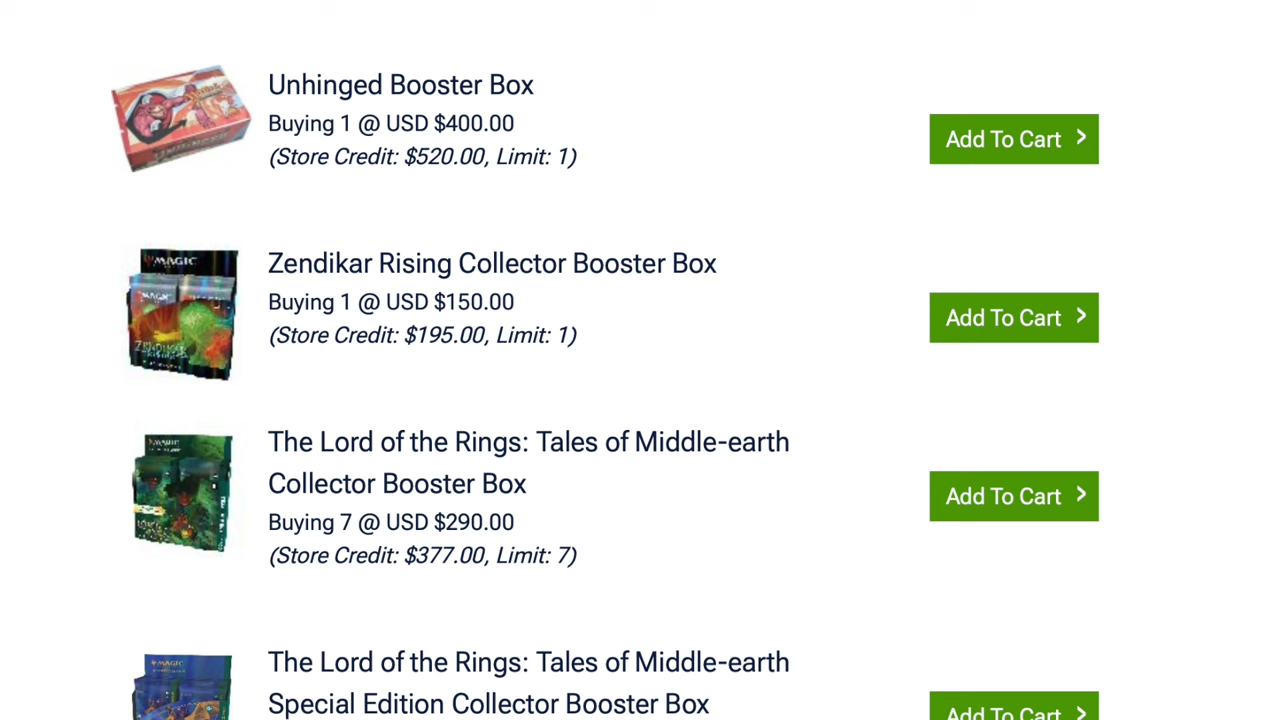 Unhinged Booster Box
Buying 1 @ USD $400.00
(Store Credit: $520.00, Limit: 1)
Add To Cart
MAGIC
Zendikar Rising Collector Booster Box
Buying 1 @ USD $150.00
(Store Credit: $195.00, Limit: 1)
Add To Cart
MAGIC
The Lord of the Rings: Tales of Middle-earth
Collector Booster Box
Buying 7 @ USD $290.00
(Store Credit: $377.00, Limit: 7)
Add To Cart
MAGIC
The Lord of the Rings: Tales of Middle-earth
Special Edition Collector Booster Box
Add To Cart